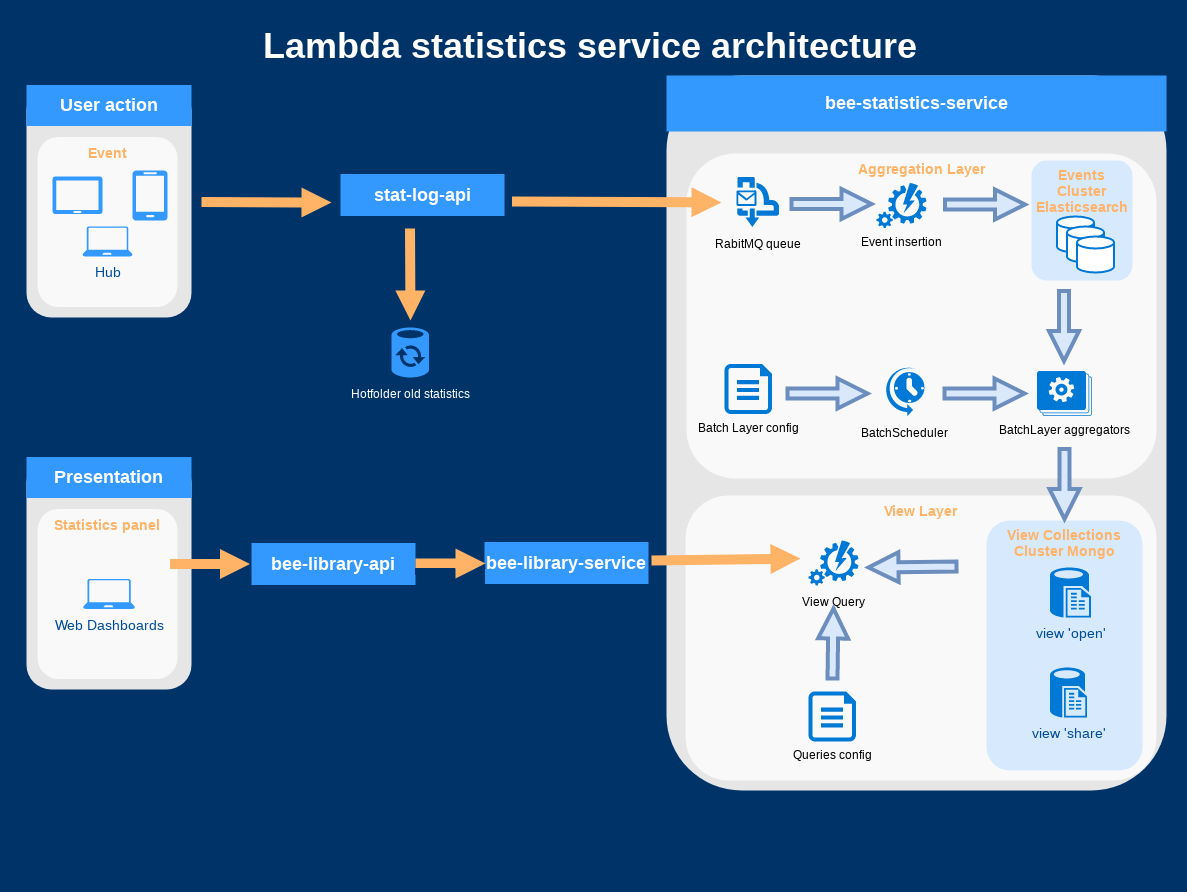 Lambda statistics service architecture
User action
Event
Hub
stat-log-api
Hotfolder old statistics
bee-statistics-service
Aggregation Layer
RabitMQ queue
Event insertion
Events
Cluster
Elasticsearch
Batch Layer config
BatchScheduler
BatchLayer aggregators
Presentation
Statistics panel
Web Dashboards
bee-library-api
bee-library-service
View Layer
View Query
Queries config
View Collections
Cluster Mongo
view 'open'
view 'share'